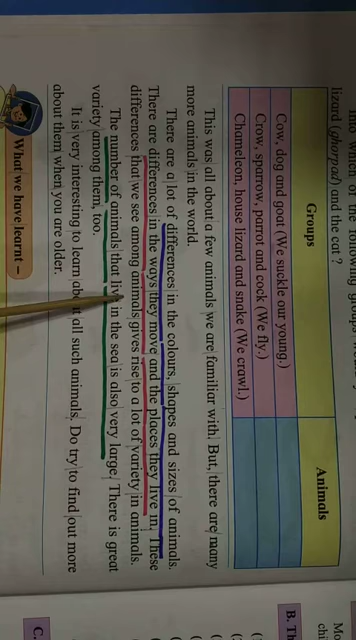 into which of the following groups
lizard (ghorpad) and the cat ?
Groups
Animals
Cow, dog and goat (We suckle our young.)
Crow, sparrow, parrot and cock (We fly.)
Chameleon, house lizard and snake (We crawl.)
This was all about a few animals we are familiar with. But, there are many
more animals in the world.
There are a lot of differences in the colours, shapes and sizes of animals.
There are differences in the ways they move and the places they live in. These
differences that we see among animals gives rise to a lot of variety in animals.
The number of animals that live in the sea is also very large. There is great
variety among them, too.
It is very interesting to learn about all such animals. Do try to find out more
about them when you are older.
What we have learnt –
Mo
chi
B. T
C.